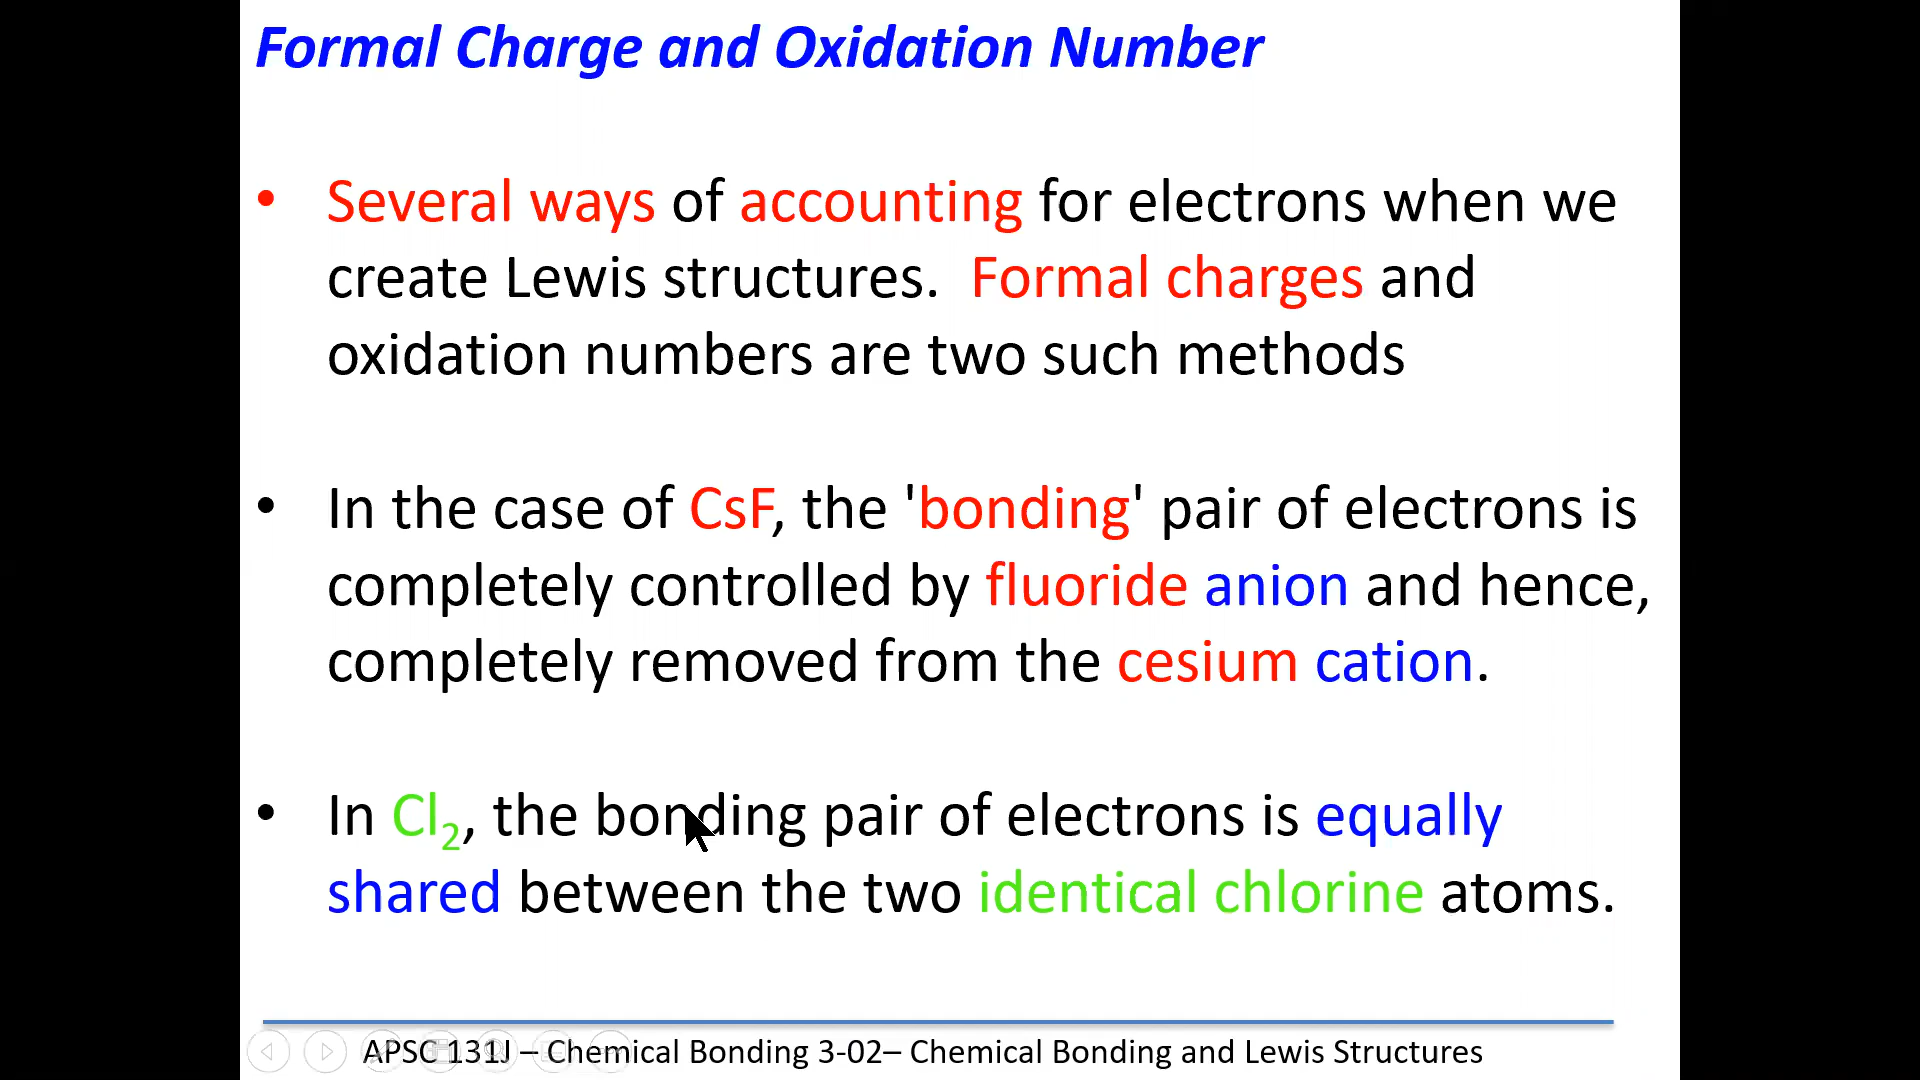 Formal Charge and Oxidation Number
• Several ways of accounting for electrons when we
create Lewis structures. Formal charges and
oxidation numbers are two such methods
• In the case of CsF, the 'bonding' pair of electrons is
completely controlled by fluoride anion and hence,
completely removed from the cesium cation.
• In Cl₂, the bonding pair of electrons is equally
shared between the two identical chlorine atoms.
APSC 131J – Chemical Bonding 3-02– Chemical Bonding and Lewis Structures